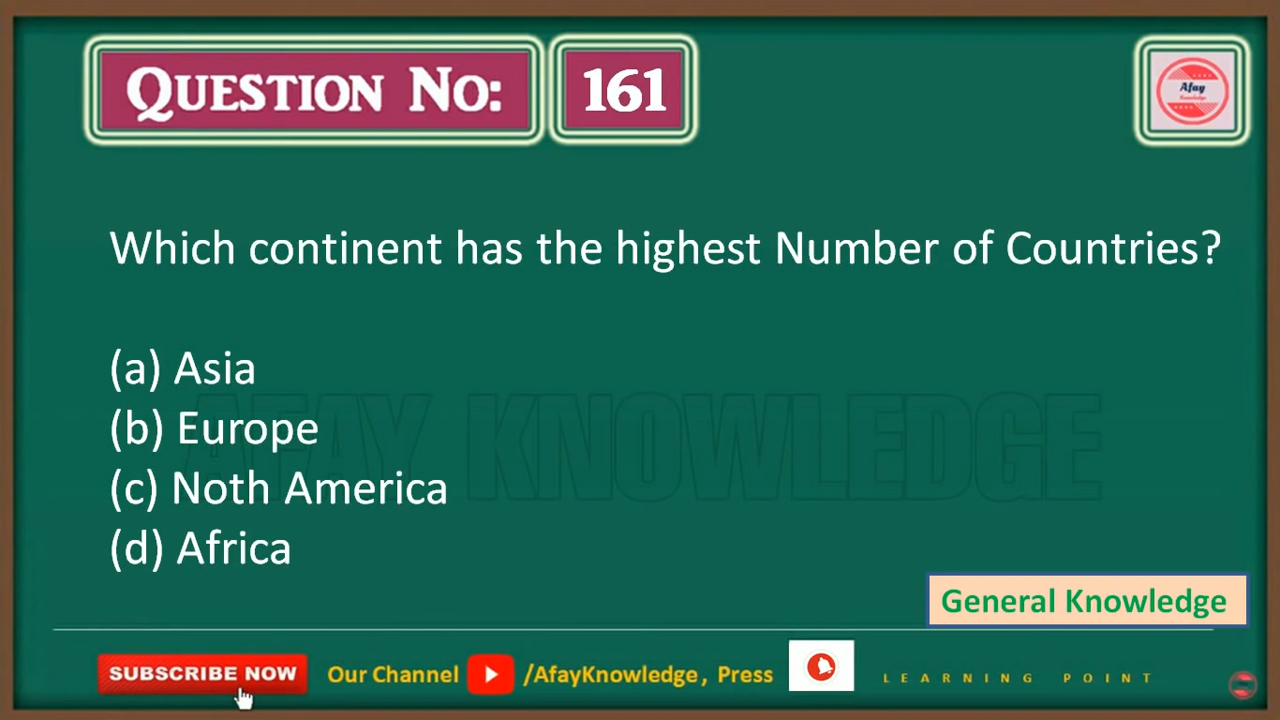 QUESTION NO: 161
Afay
Knowledge
Which continent has the highest Number of Countries?
(a) Asia
(b) Europe
(c) Noth America
(d) Africa
AFAY KNOWLEDGE
General Knowledge
SUBSCRIBE NOW Our Channel /AfayKnowledge, Press LEARNING POINT